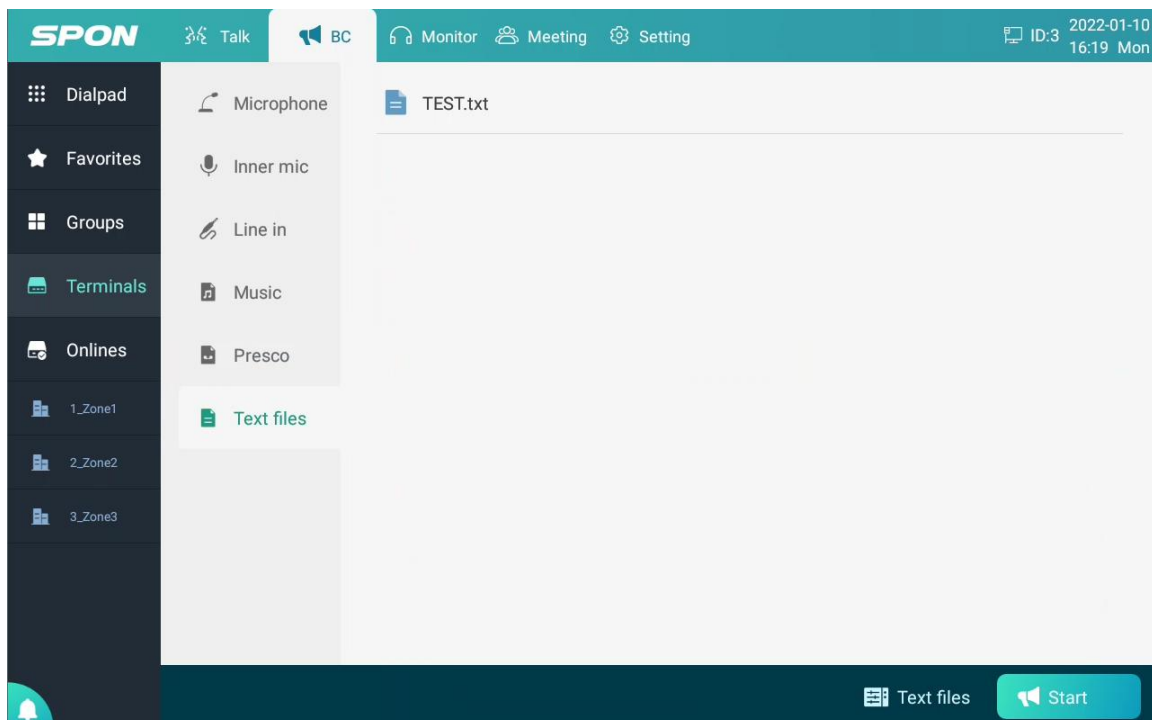 SPON
Talk
BC
Monitor
Meeting
Setting
ID:3
2022-01-10
16:19 Mon
Dialpad
Favorites
Groups
Terminals
Onlines
1_Zone1
2_Zone2
3_Zone3
Microphone
Inner mic
Line in
Music
Presco
Text files
TEST.txt
Text files
Start